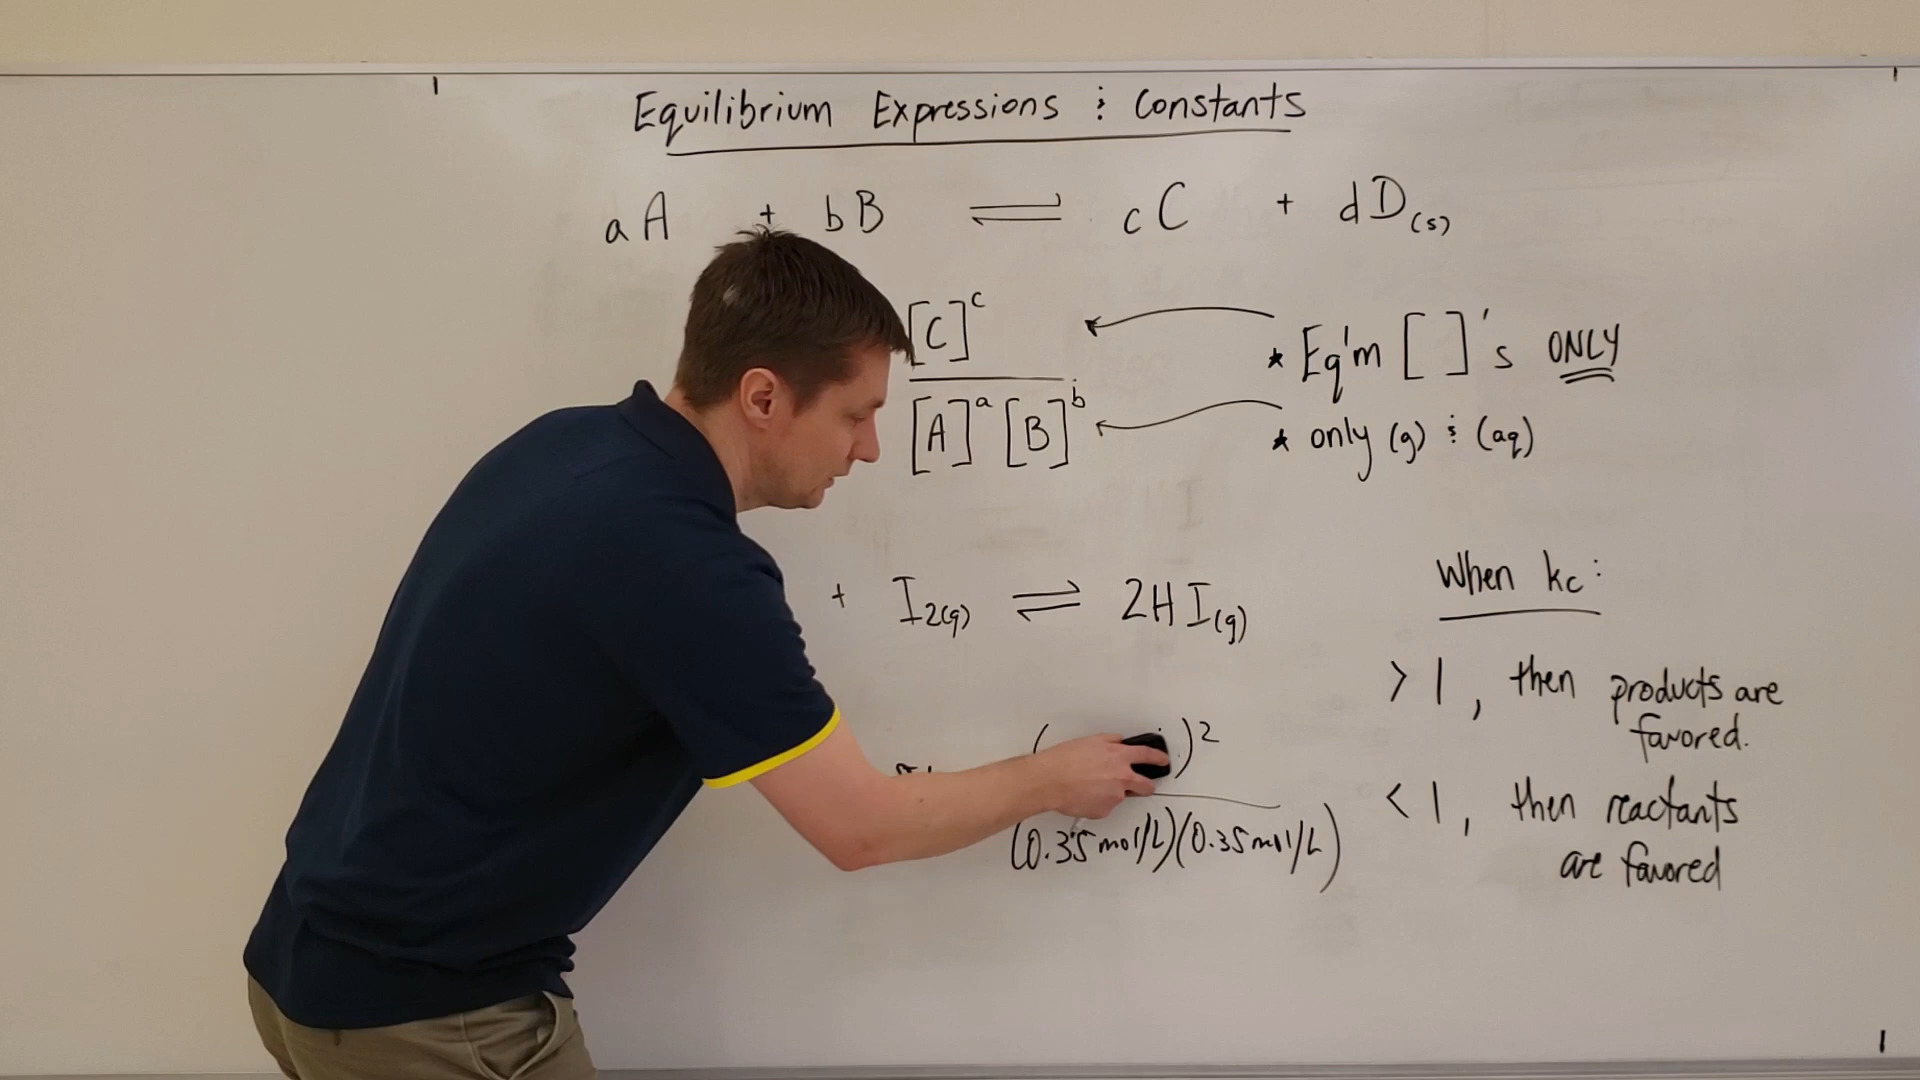 Equilibrium Expressions & Constants
aA + bB ⇌ cC + dD(s)
[C]^c
[A]^a [B]^b
* Eq'm [ ]'s ONLY
* only (g) & (aq)
+ I2(g) ⇌ 2HI(g)
( )^2
(0.35 mol/L)(0.35 mol/L)
When kc:
> 1, then products are
favored.
< 1, then reactants
are favored